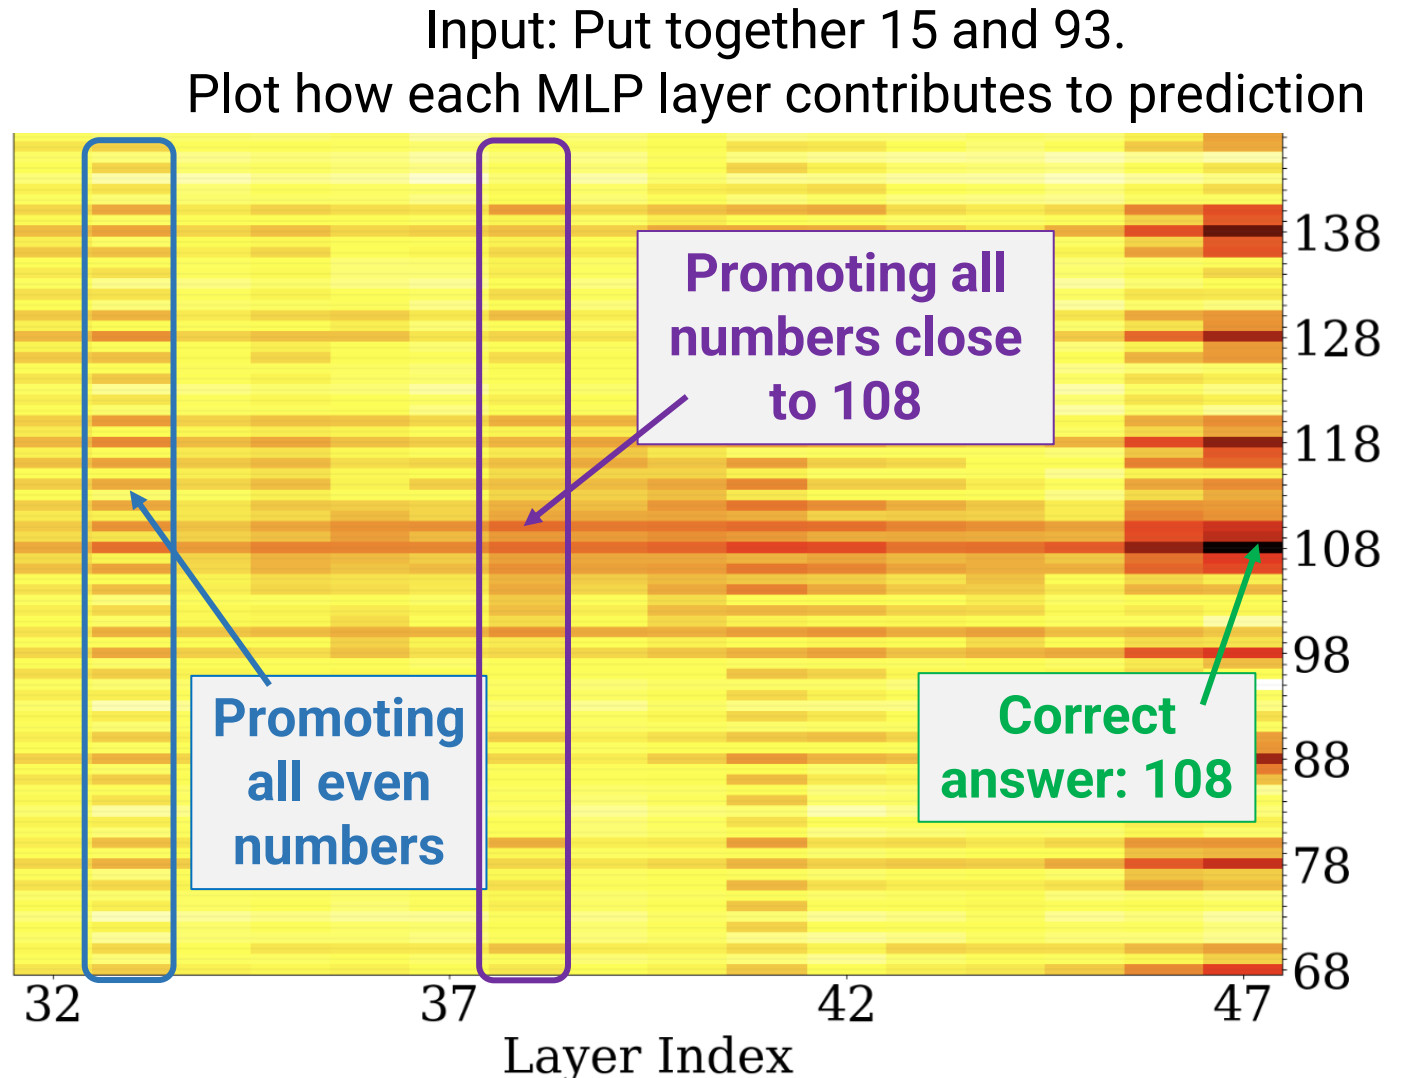 Input: Put together 15 and 93.
Plot how each MLP layer contributes to prediction
Promoting all
numbers close
to 108
Promoting
all even
numbers
Correct
answer: 108
138
128
118
108
98
88
78
68
32
37
42
47
Layer Index